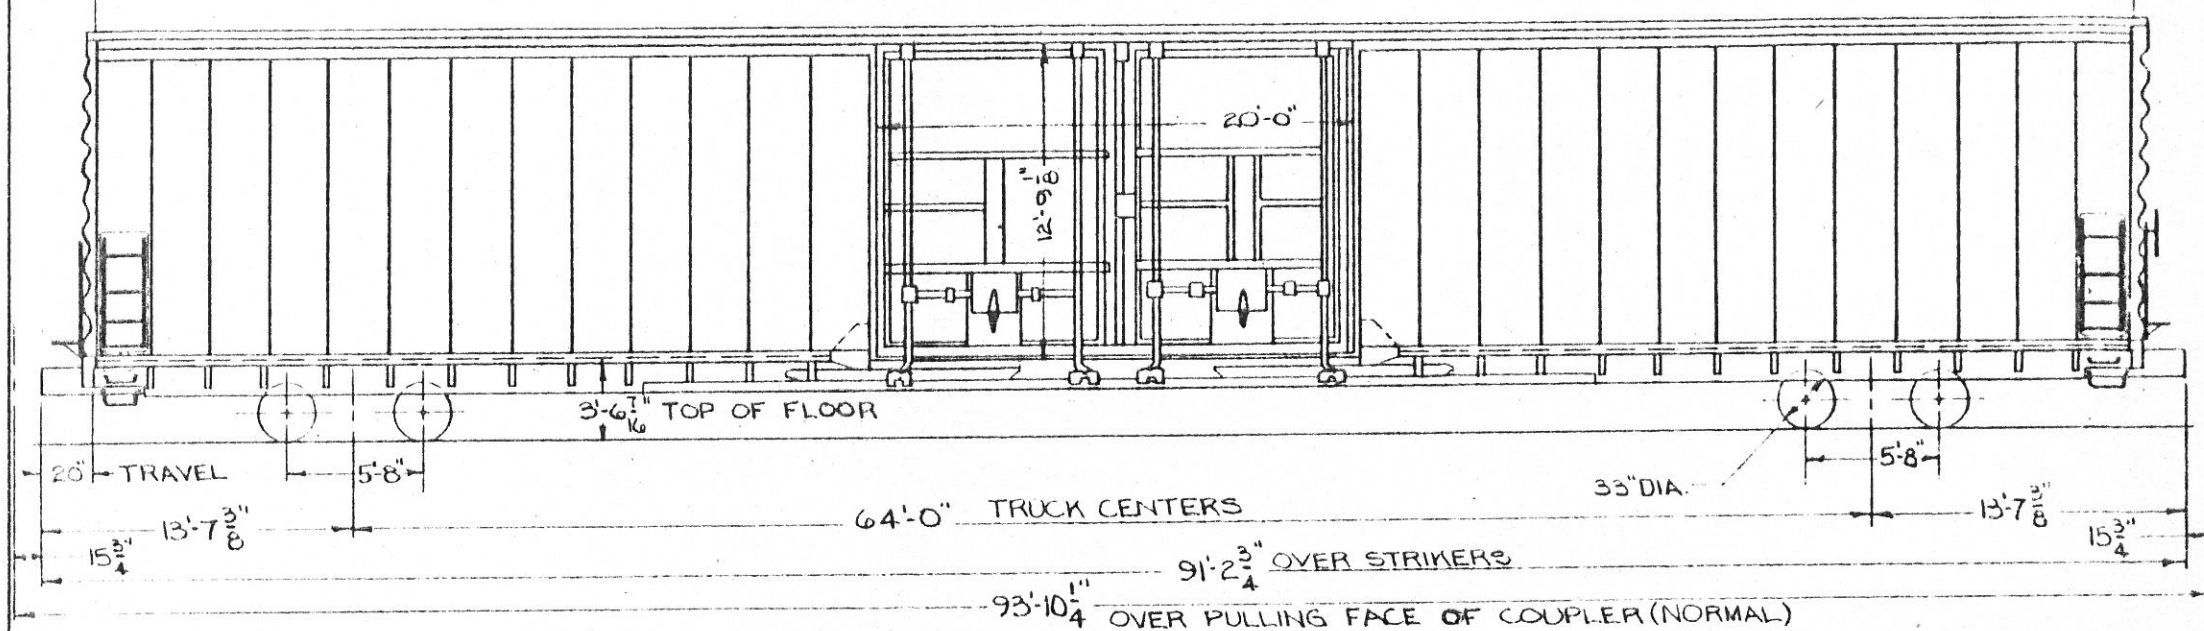 20'-0"
12'-9 1/8"
3'-6 7/16" TOP OF FLOOR
20" TRAVEL
5'-8"
5'-8"
33" DIA.
64'-0" TRUCK CENTERS
13'-7 3/8"
13'-7 3/8"
15 3/4"
15 3/4"
91'-2 3/4" OVER STRIKERS
93'-10 1/4" OVER PULLING FACE OF COUPLER (NORMAL)